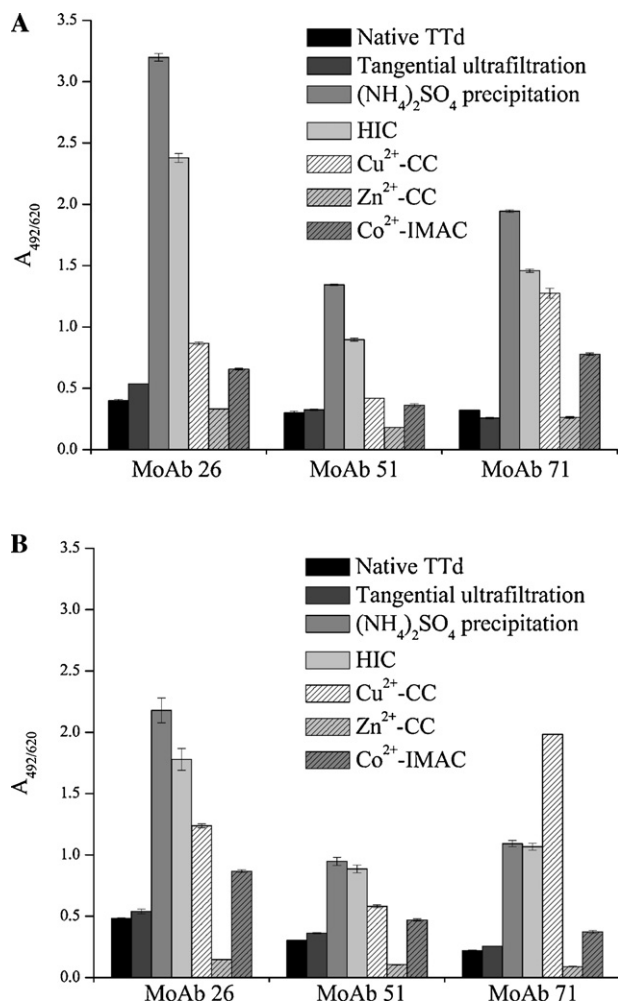 A
3.5
3.0
2.5
2.0
1.5
1.0
0.5
0.0
A492/620
Native TTd
Tangential ultrafiltration
(NH4)2SO4 precipitation
HIC
Cu2+-CC
Zn2+-CC
Co2+-IMAC
MoAb 26 MoAb 51 MoAb 71
B
3.5
3.0
2.5
2.0
1.5
1.0
0.5
0.0
A492/620
Native TTd
Tangential ultrafiltration
(NH4)2SO4 precipitation
HIC
Cu2+-CC
Zn2+-CC
Co2+-IMAC
MoAb 26 MoAb 51 MoAb 71